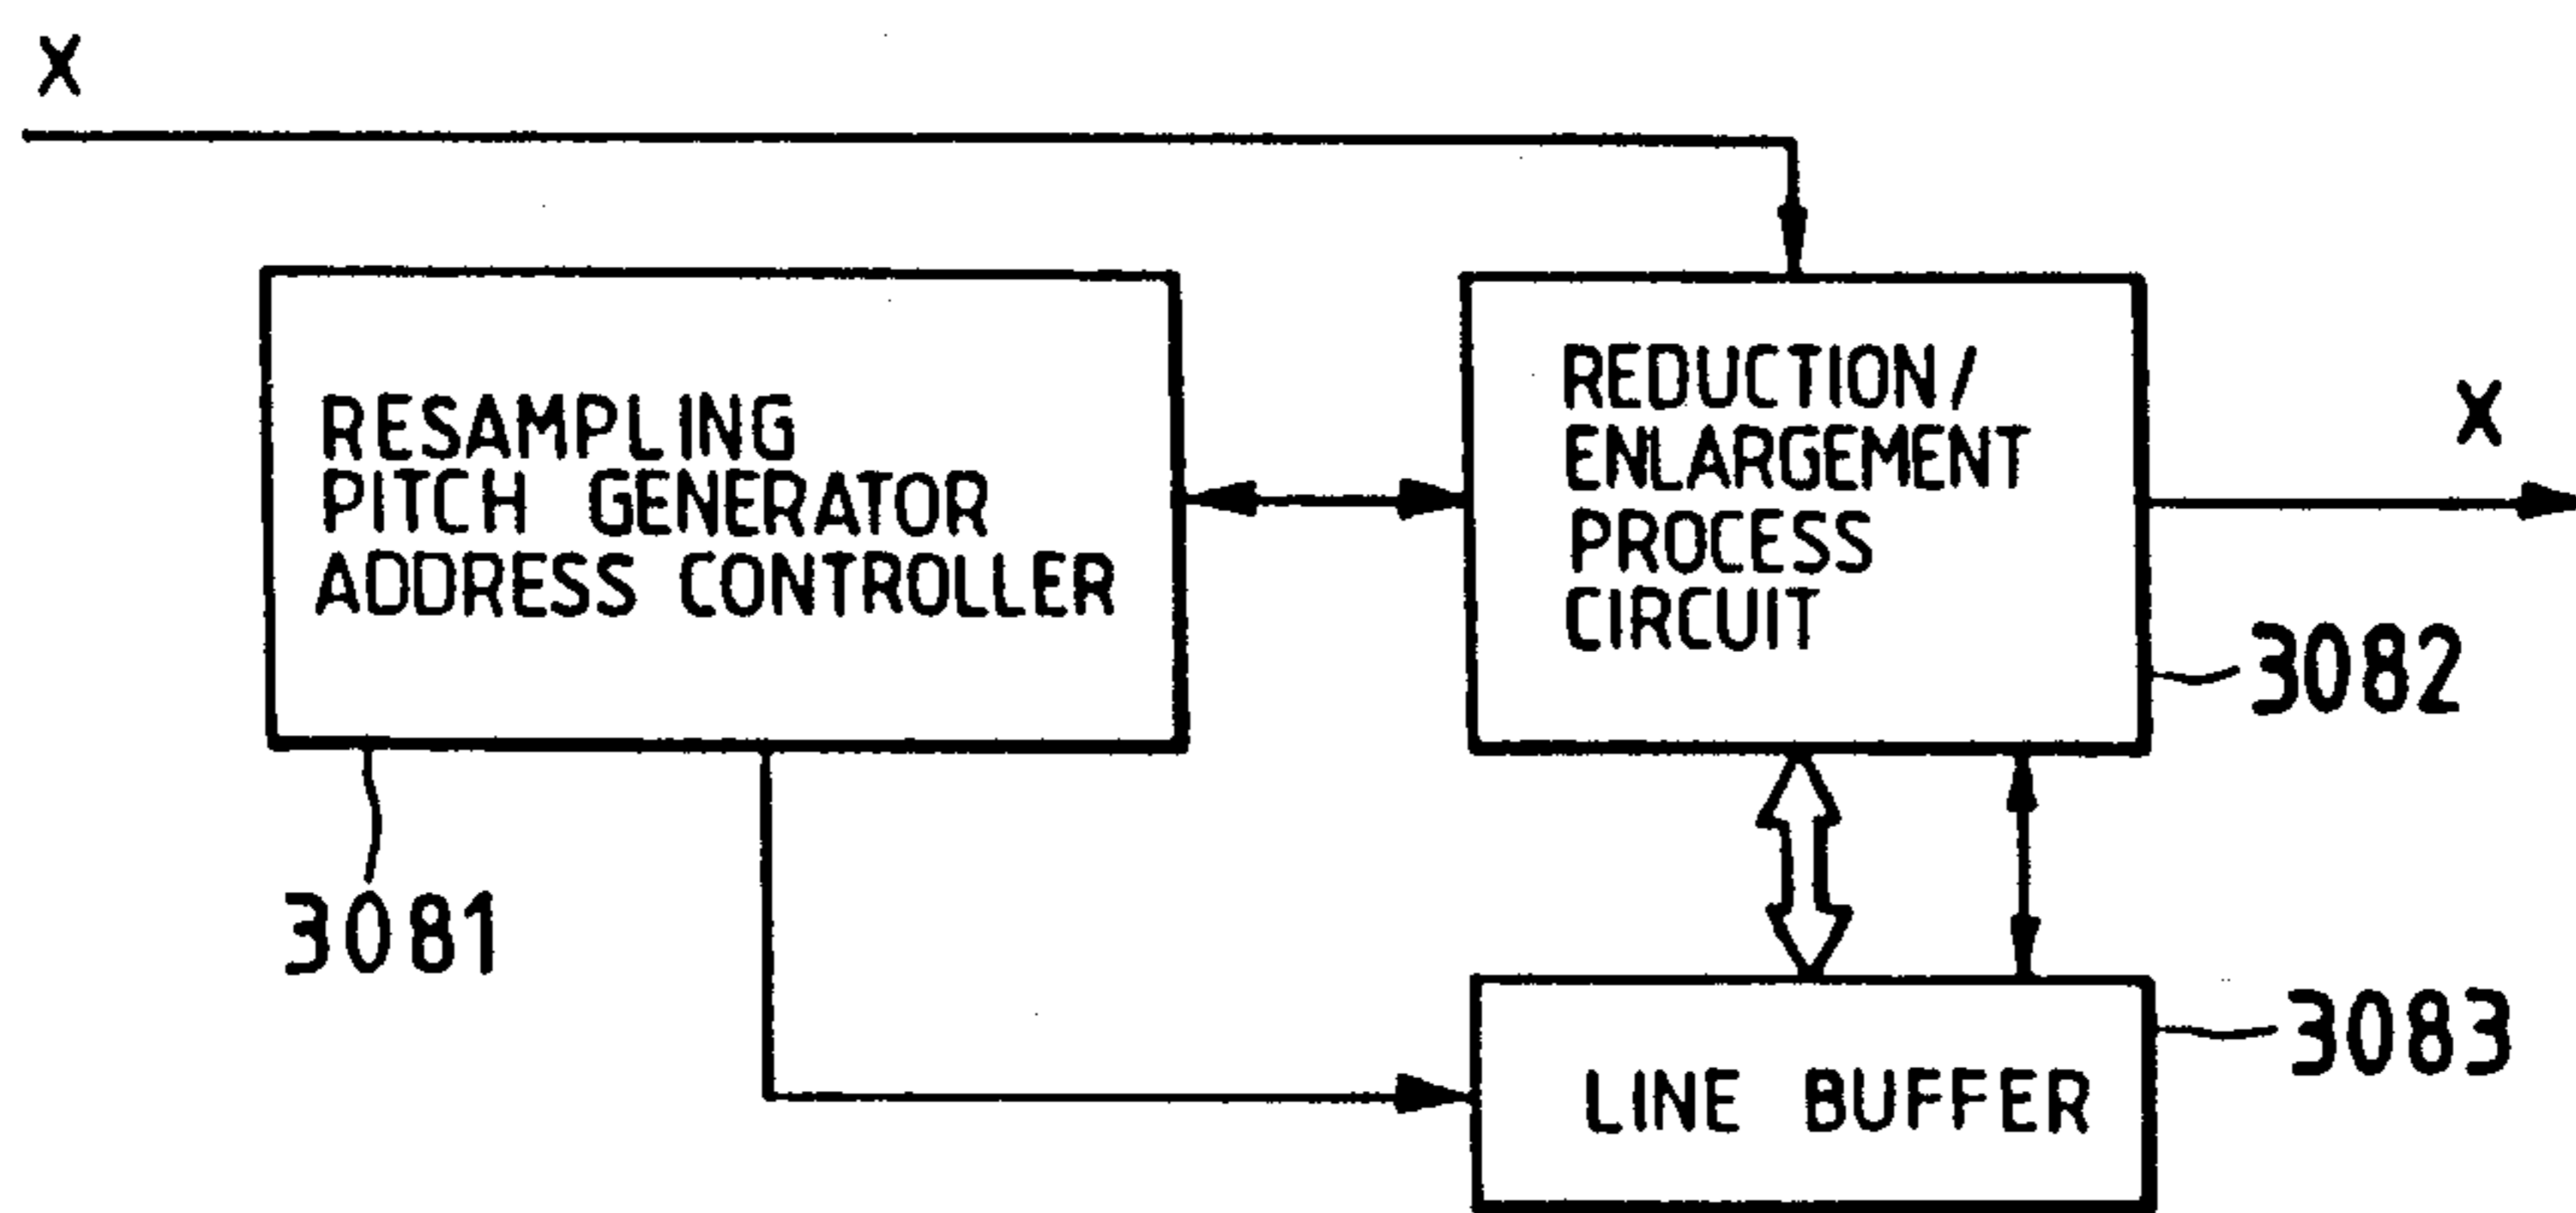 X
RESAMPLING
PITCH GENERATOR
ADDRESS CONTROLLER
3081
REDUCTION/
ENLARGEMENT
PROCESS
CIRCUIT
X
3082
LINE BUFFER
3083